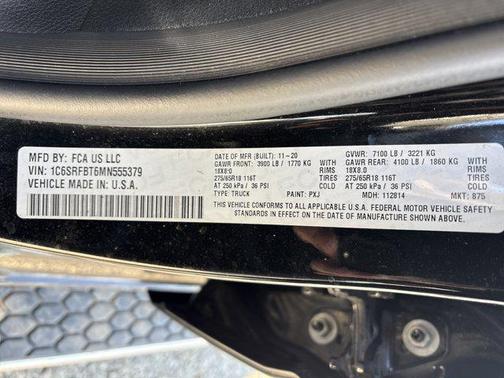 MFD BY: FCA US LLC
DATE OF MFR (BUILT): 11-20
GVWR: 7100 LB / 3221 KG
VIN: 1C6SRFBT6MN555379
GAWR FRONT: 3900 LB / 1770 KG
WITH
GAWR REAR: 4100 LB / 1860 KG
WITH
VEHICLE MADE IN U.S.A.
18X8.0
RIMS
18X8.0
RIMS
275/65R18 116T
TIRES
275/65R18 116T
TIRES
AT 250 kPa / 36 PSI
COLD
AT 250 kPa / 36 PSI
COLD
TYPE: TRUCK
PAINT: PXJ
MDH: 112814
MKT: 875
THIS VEHICLE CONFORMS TO ALL APPLICABLE U.S.A. FEDERAL MOTOR VEHICLE SAFETY
STANDARDS IN EFFECT ON THE DATE OF MANUFACTURE SHOWN ABOVE